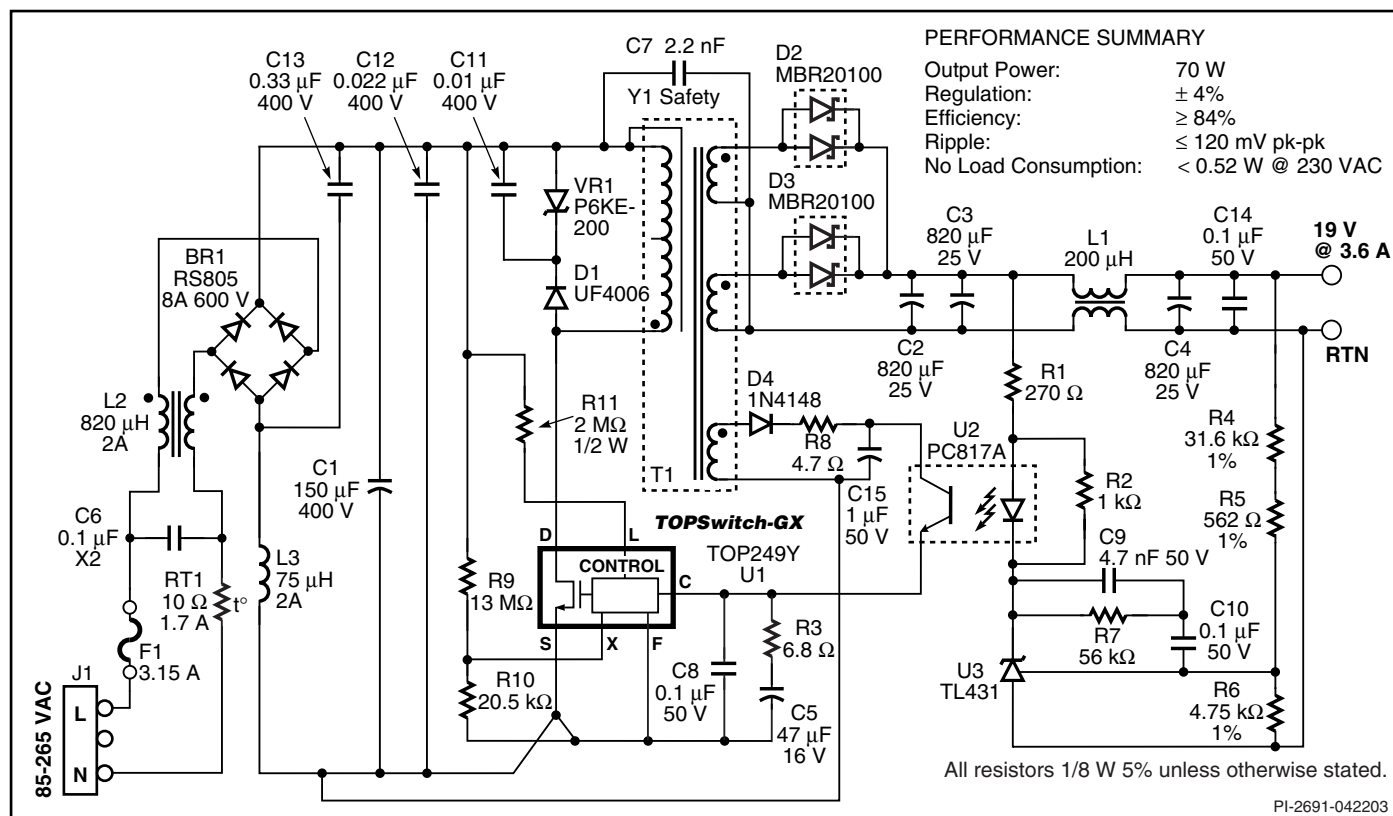 C7 2.2 nF
Y1 Safety
D2
MBR20100
PERFORMANCE SUMMARY
Output Power: 70 W
Regulation: ± 4%
Efficiency: ≥ 84%
Ripple: ≤ 120 mV pk-pk
No Load Consumption: < 0.52 W @ 230 VAC
C13
0.33 µF
400 V
C12
0.022 µF
400 V
C11
0.01 µF
400 V
VR1
P6KE-
200
D1
UF4006
D3
MBR20100
C3
820 µF
25 V
L1
200 µH
C14
0.1 µF
50 V
19 V
@ 3.6 A
RTN
BR1
RS805
8A 600 V
C2
820 µF
25 V
C4
820 µF
25 V
R1
270 Ω
L2
820 µH
2A
R11
2 MΩ
1/2 W
D4
1N4148
R8
4.7 Ω
T1
C15
1 µF
50 V
U2
PC817A
R2
1 kΩ
R4
31.6 kΩ
1%
R5
562 Ω
1%
C1
150 µF
400 V
C6
0.1 µF
X2
RT1
10 Ω
1.7 A
t°
L3
75 µH
2A
F1
3.15 A
J1
L
N
85-265 VAC
R9
13 MΩ
R10
20.5 kΩ
TOPSwitch-GX
TOP249Y
U1
D
L
CONTROL
C
S
X
F
C8
0.1 µF
50 V
R3
6.8 Ω
C5
47 µF
16 V
C9
4.7 nF 50 V
R7
56 kΩ
C10
0.1 µF
50 V
U3
TL431
R6
4.75 kΩ
1%
All resistors 1/8 W 5% unless otherwise stated.
PI-2691-042203